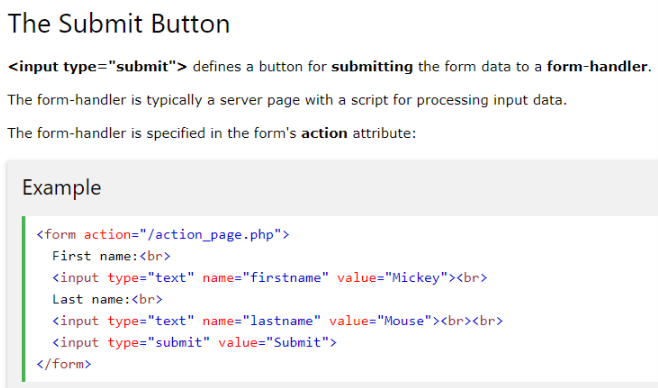 The Submit Button
<input type="submit"> defines a button for submitting the form data to a form-handler.
The form-handler is typically a server page with a script for processing input data.
The form-handler is specified in the form's action attribute:
Example
<form action="/action_page.php">
First name:<br>
<input type="text" name="firstname" value="Mickey"><br>
Last name:<br>
<input type="text" name="lastname" value="Mouse"><br><br>
<input type="submit" value="Submit">
</form>